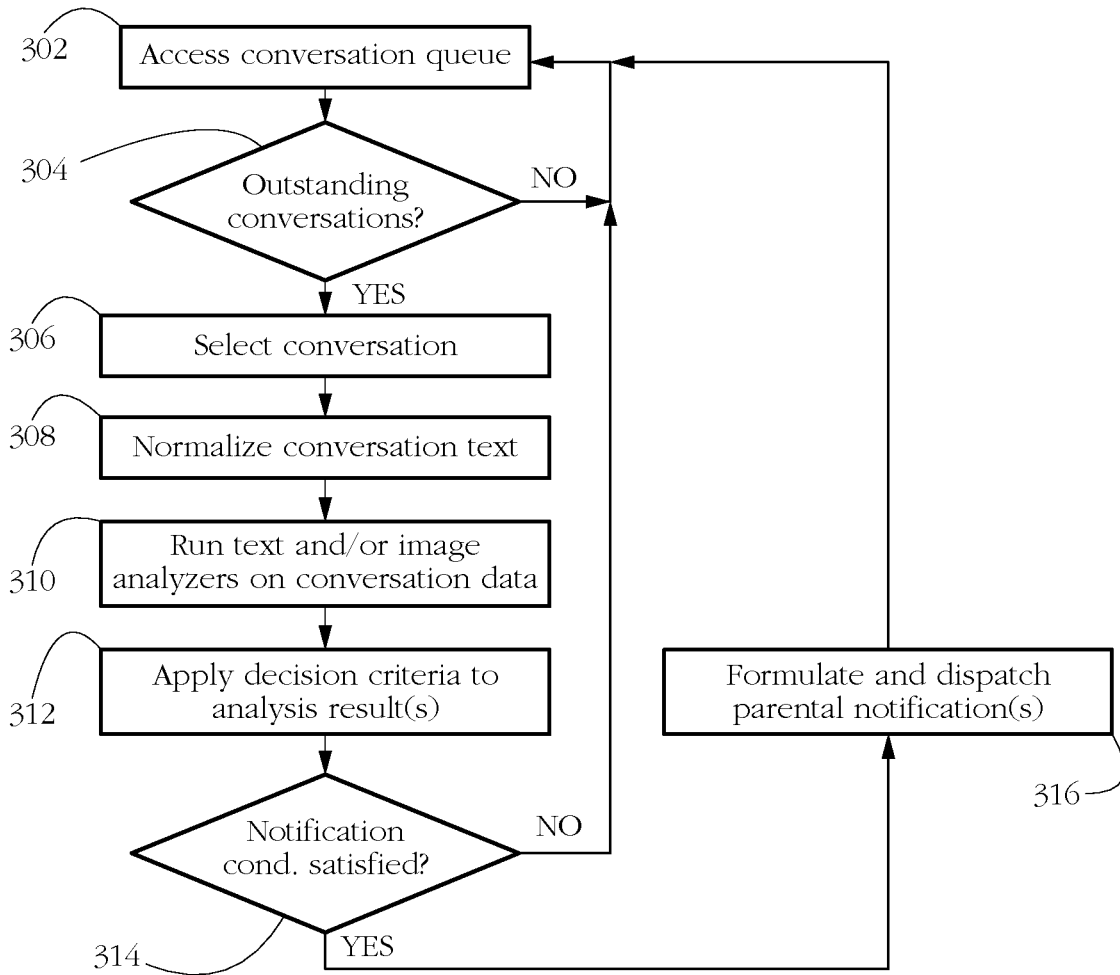 302
Access conversation queue
304
Outstanding
conversations?
NO
YES
306
Select conversation
308
Normalize conversation text
310
Run text and/or image
analyzers on conversation data
312
Apply decision criteria to
analysis result(s)
Formulate and dispatch
parental notification(s)
316
Notification
cond. satisfied?
NO
314
YES